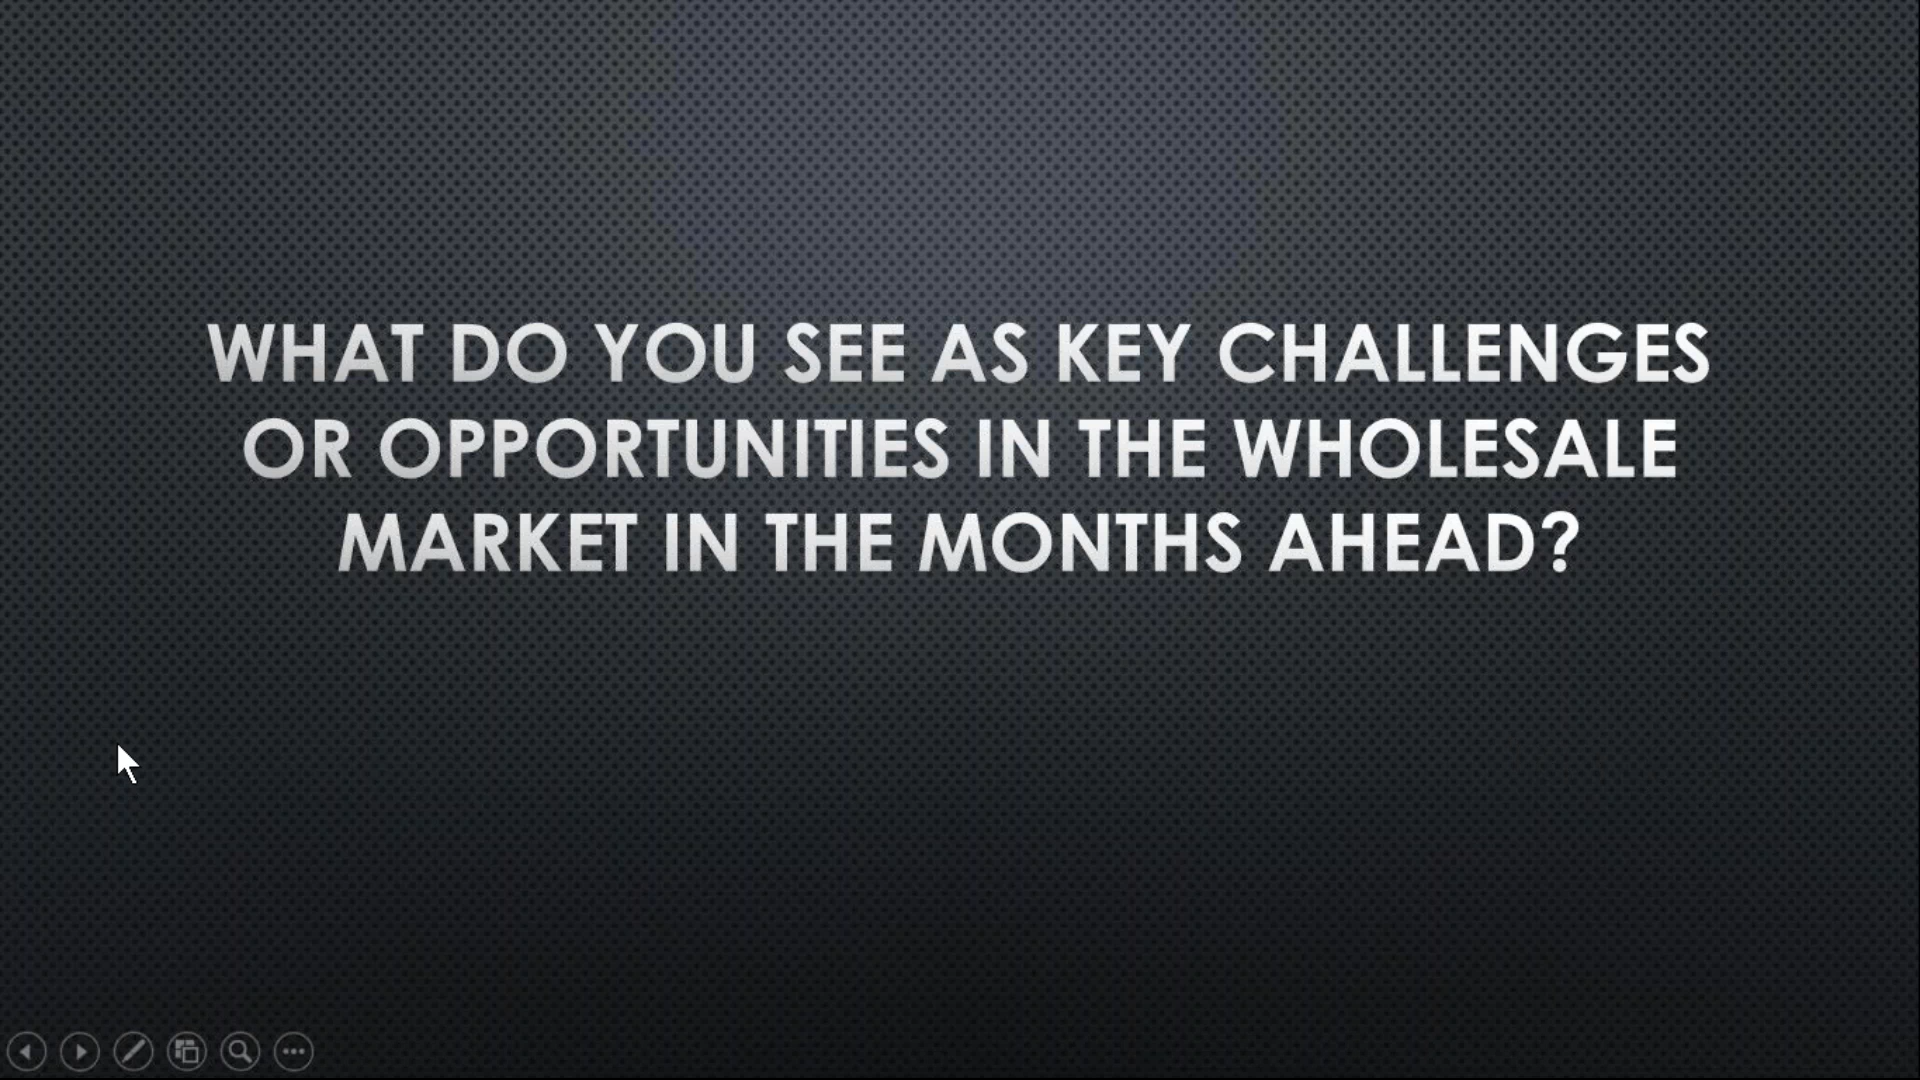 WHAT DO YOU SEE AS KEY CHALLENGES
OR OPPORTUNITIES IN THE WHOLESALE
MARKET IN THE MONTHS AHEAD?